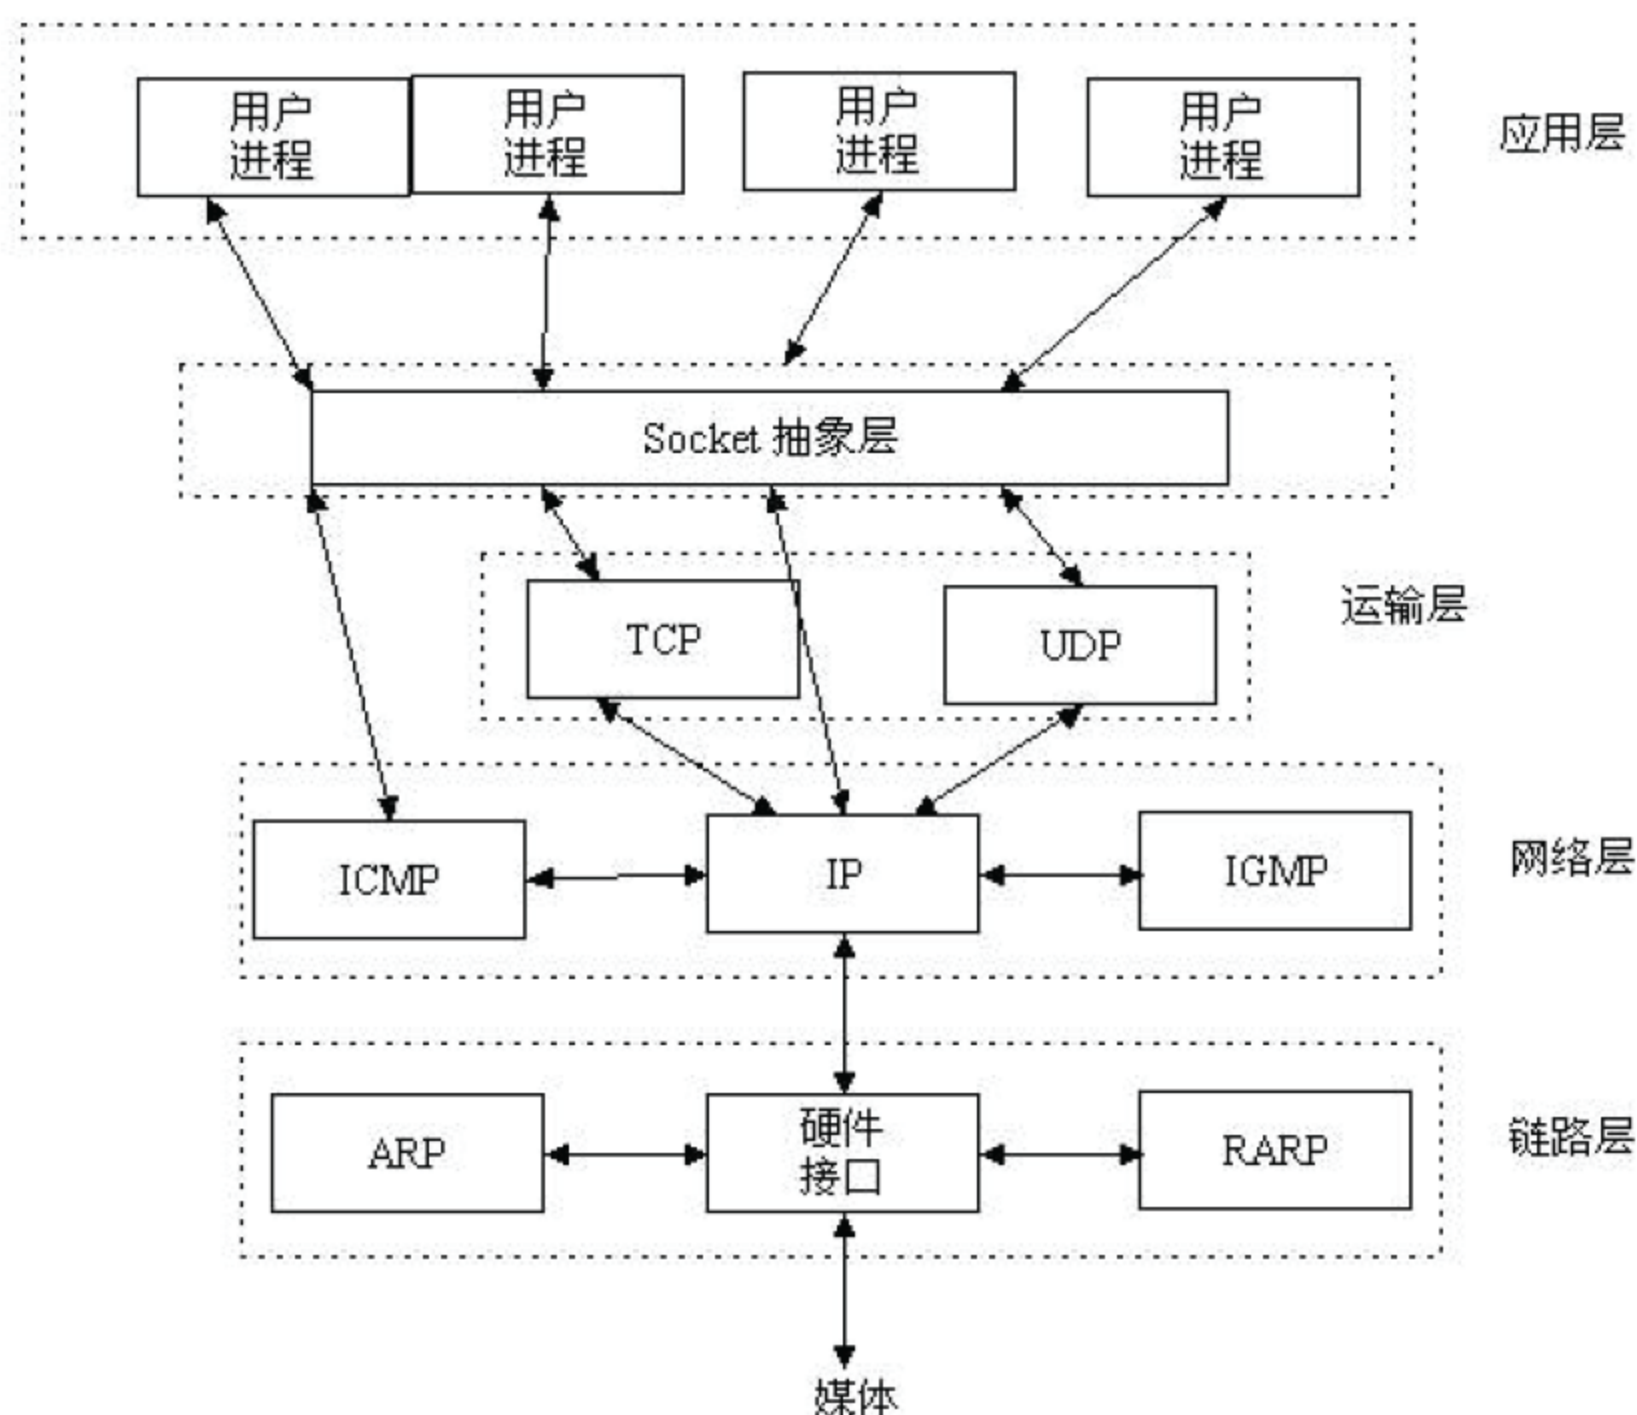 用户
进程
用户
进程
用户
进程
用户
进程
应用层
Socket 抽象层
TCP
UDP
运输层
ICMP
IP
IGMP
网络层
ARP
硬件
接口
RARP
链路层
媒体